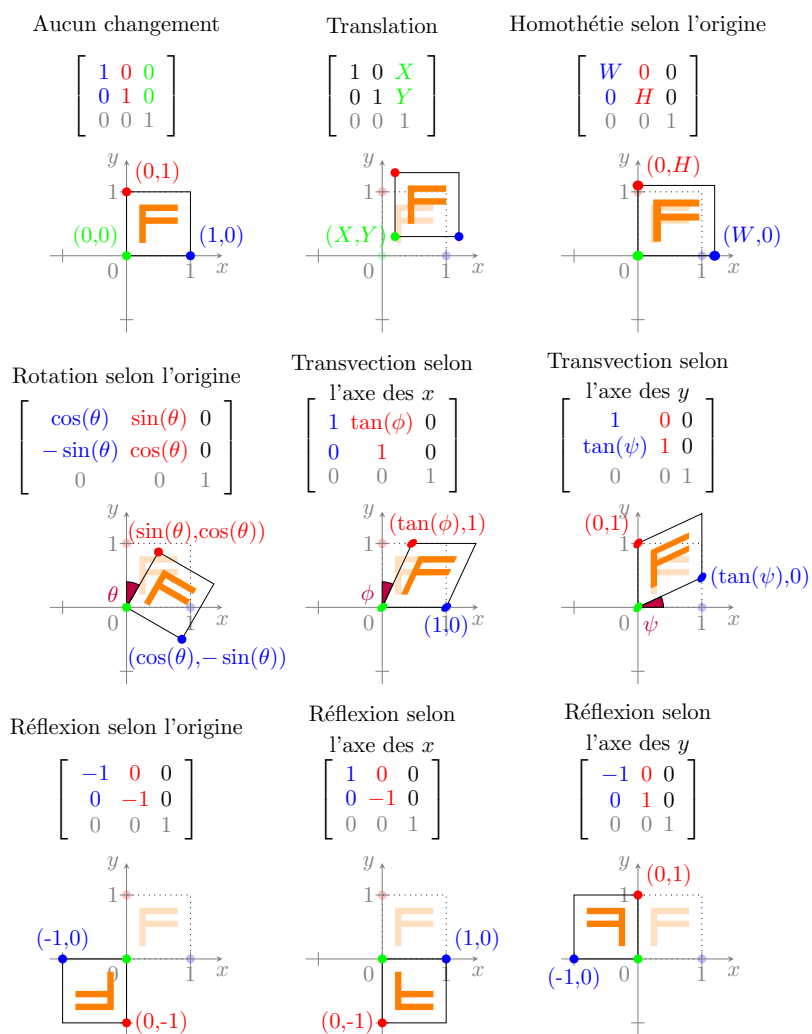 Aucun changement
1 0 0
0 1 0
0 0 1
y
(0,1)
1
(0,0)
(1,0)
0
1
x
Translation
1 0 X
0 1 Y
0 0 1
y
1
(X,Y)
0
1
x
Homothétie selon l'origine
W 0 0
0 H 0
0 0 1
y
(0,H)
1
(W,0)
0
1
x
Rotation selon l'origine
cos(θ) sin(θ) 0
− sin(θ) cos(θ) 0
0 0 1
y
(sin(θ),cos(θ))
1
θ
0
1
x
(cos(θ),− sin(θ))
Transvection selon
l'axe des x
1 tan(ϕ) 0
0 1 0
0 0 1
y
(tan(ϕ),1)
1
ϕ
0
1
x
(1,0)
Transvection selon
l'axe des y
1 0 0
tan(ψ) 1 0
0 0 1
y
(0,1)
1
(tan(ψ),0)
0
ψ
1
x
Réflexion selon l'origine
−1 0 0
0 −1 0
0 0 1
y
1
(-1,0)
0
1
x
(0,-1)
Réflexion selon
l'axe des x
1 0 0
0 −1 0
0 0 1
y
1
(1,0)
0
1
x
(0,-1)
Réflexion selon
l'axe des y
−1 0 0
0 1 0
0 0 1
y
(0,1)
1
(-1,0)
0
1
x